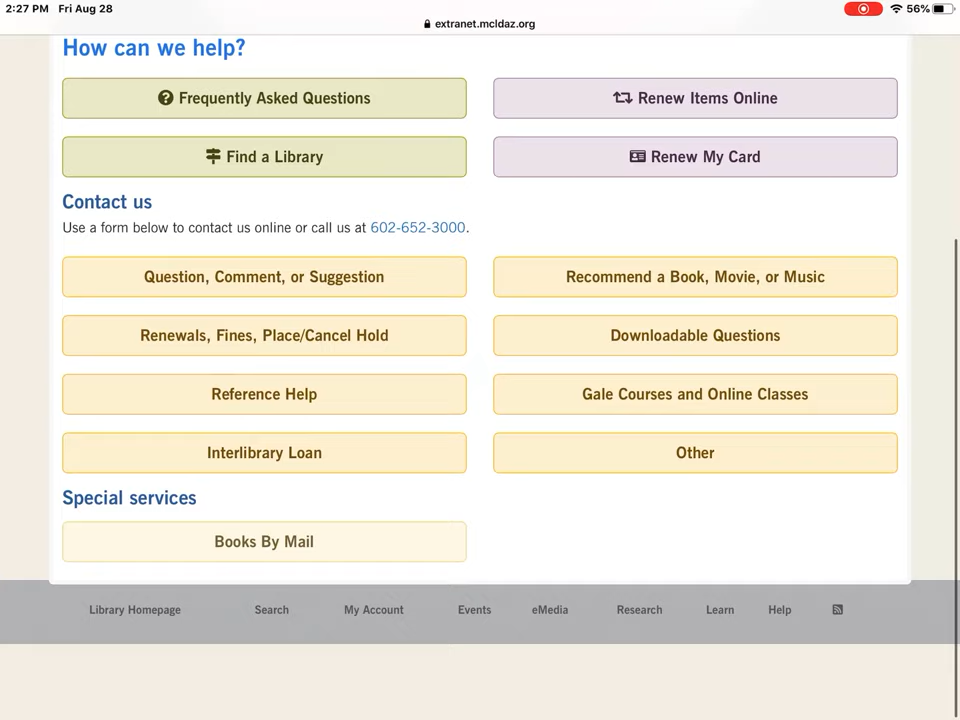 2:27 PM Fri Aug 28
56%
extranet.mcldaz.org
How can we help?
Frequently Asked Questions
Renew Items Online
Find a Library
Renew My Card
Contact us
Use a form below to contact us online or call us at 602-652-3000.
Question, Comment, or Suggestion
Recommend a Book, Movie, or Music
Renewals, Fines, Place/Cancel Hold
Downloadable Questions
Reference Help
Gale Courses and Online Classes
Interlibrary Loan
Other
Special services
Books By Mail
Library Homepage Search My Account Events eMedia Research Learn Help